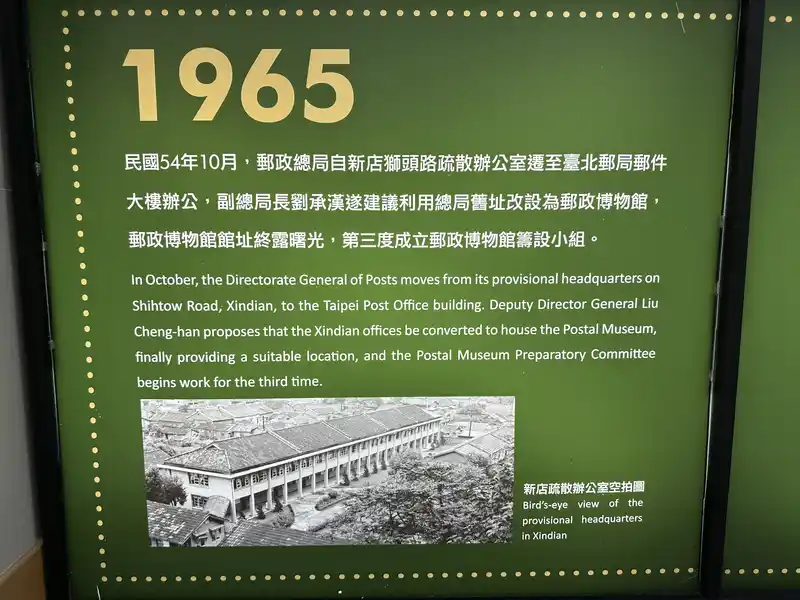 1965
民國54年10月，郵政總局自新店獅頭路疏散辦公室遷至臺北郵局郵件
大樓辦公，副總局長劉承漢遂建議利用總局舊址改設為郵政博物館，
郵政博物館館址終露曙光，第三度成立郵政博物館籌設小組。
In October, the Directorate General of Posts moves from its provisional headquarters on
Shihtow Road, Xindian, to the Taipei Post Office building. Deputy Director General Liu
Cheng-han proposes that the Xindian offices be converted to house the Postal Museum,
finally providing a suitable location, and the Postal Museum Preparatory Committee
begins work for the third time.
新店疏散辦公室空拍圖
Bird's-eye view of the
provisional headquarters
in Xindian